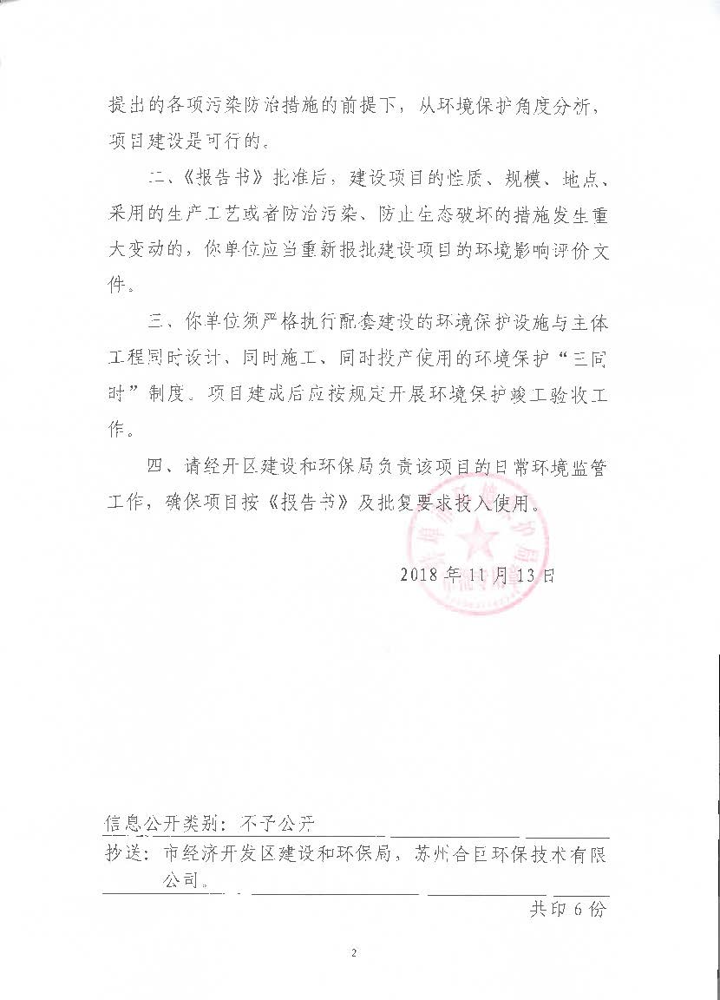 提出的各项污染防治措施的前提下，从环境保护角度分析，
项目建设是可行的。
二、《报告书》批准后，建设项目的性质、规模、地点、
采用的生产工艺或者防治污染、防止生态破坏的措施发生重
大变动的，你单位应当重新报批建设项目的环境影响评价文
件。
三、你单位须严格执行配套建设的环境保护设施与主体
工程同时设计、同时施工、同时投产使用的环境保护“三同
时”制度。项目建成后应按规定开展环境保护竣工验收工
作。
四、请经开区建设和环保局负责该项目的日常环境监管
工作，确保项目按《报告书》及批复要求投入使用。
2018 年 11 月 13 日
信息公开类别：不予公开
抄送：市经济开发区建设和环保局，苏州合巨环保技术有限
公司。
共印 6 份
2